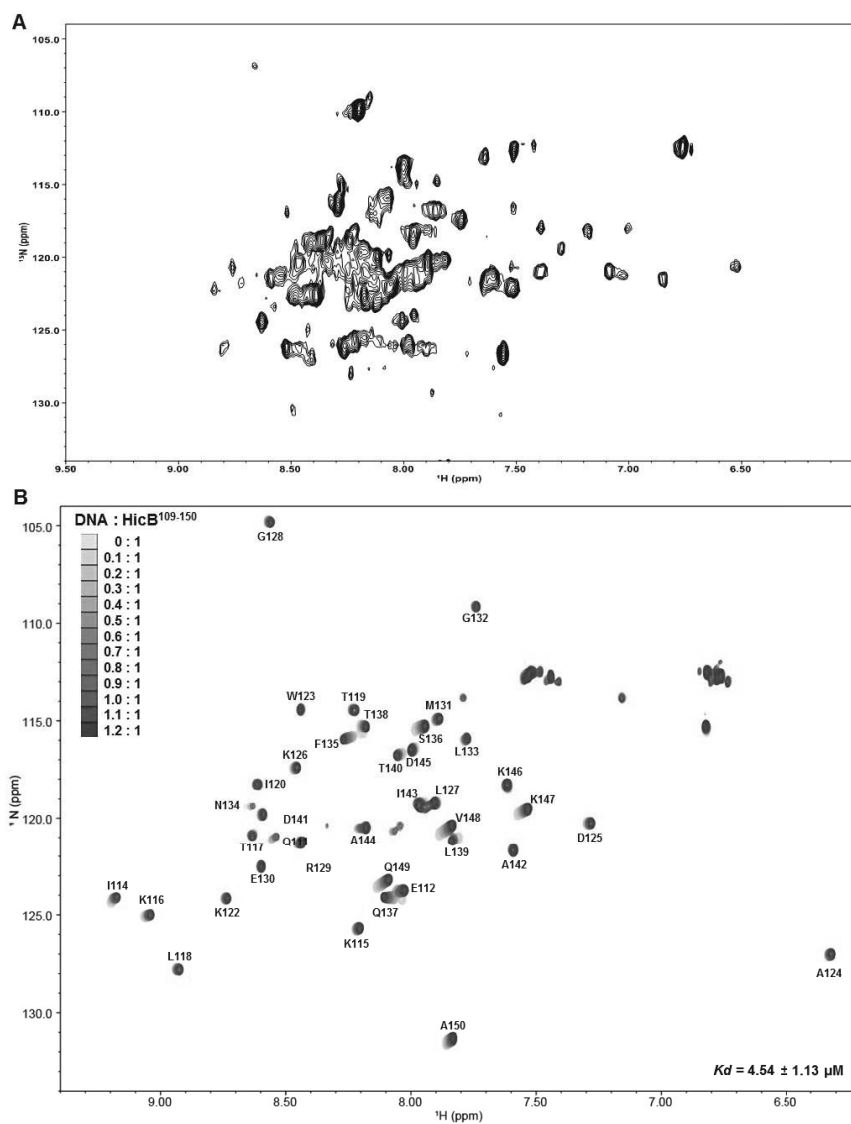 A
105.0
110.0
115.0
120.0
125.0
130.0
¹⁵N (ppm)
9.50
9.00
8.50
8.00
7.50
7.00
6.50
¹H (ppm)
B
DNA : HicB¹⁰⁹⁻¹⁵⁰
0 : 1
0.1 : 1
0.2 : 1
0.3 : 1
0.4 : 1
0.5 : 1
0.6 : 1
0.7 : 1
0.8 : 1
0.9 : 1
1.0 : 1
1.1 : 1
1.2 : 1
105.0
110.0
115.0
120.0
125.0
130.0
¹ N (ppm)
G128
G132
W123
T119
T138
M131
S136
F135
L133
T140
D145
K126
I120
K146
I143
L127
K147
N134
D141
V148
D125
A144
T117
Q111
R129
L139
A142
E130
Q149
I114
E112
K116
K122
Q137
K115
L118
A124
A150
Kd = 4.54 ± 1.13 µM
9.00
8.50
8.00
7.50
7.00
6.50
¹H (ppm)